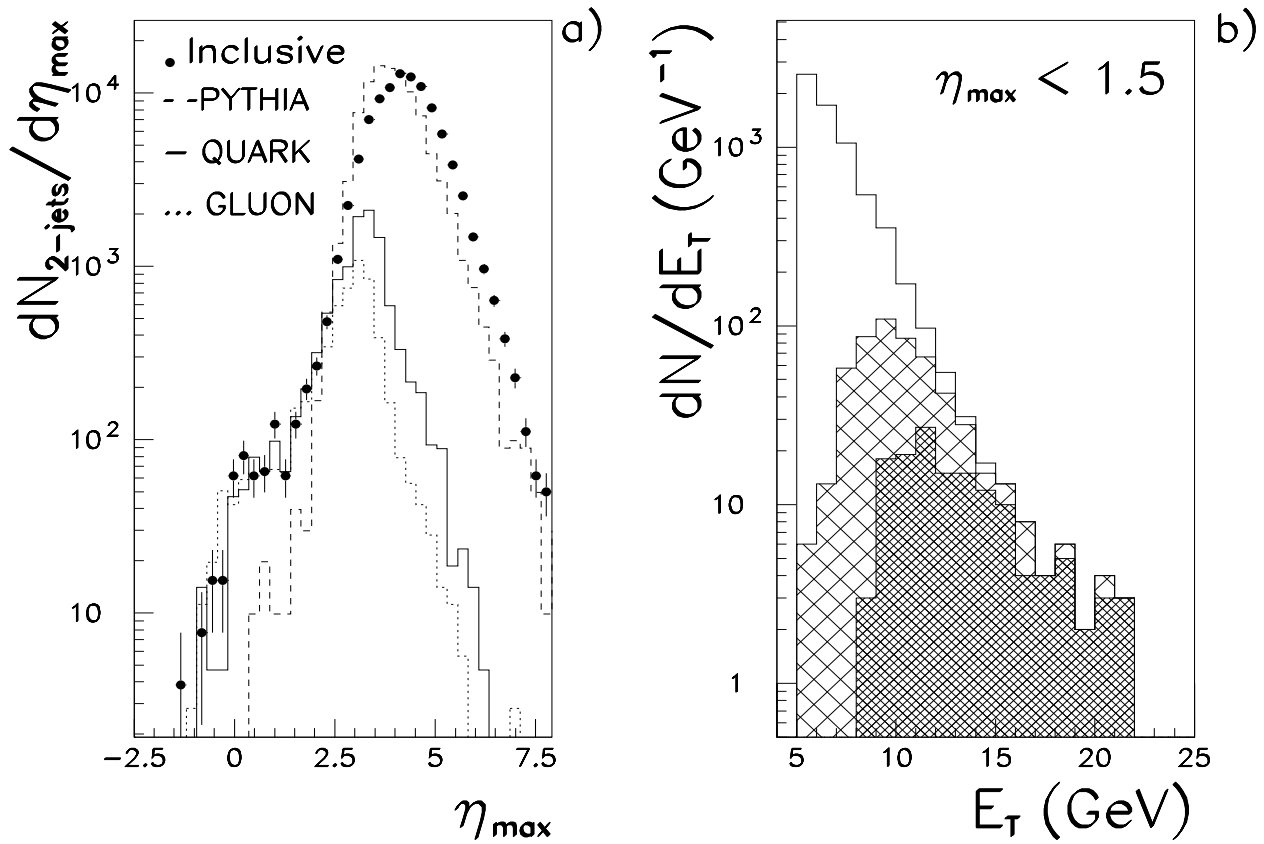 a)
Inclusive
- - -PYTHIA
— QUARK
... GLUON
dN2-jets/dηmax
10^4
10^3
10^2
10
-2.5 0 2.5 5 7.5
ηmax
b)
ηmax < 1.5
dN/dET (GeV^-1)
10^3
10^2
10
1
5 10 15 20 25
ET (GeV)